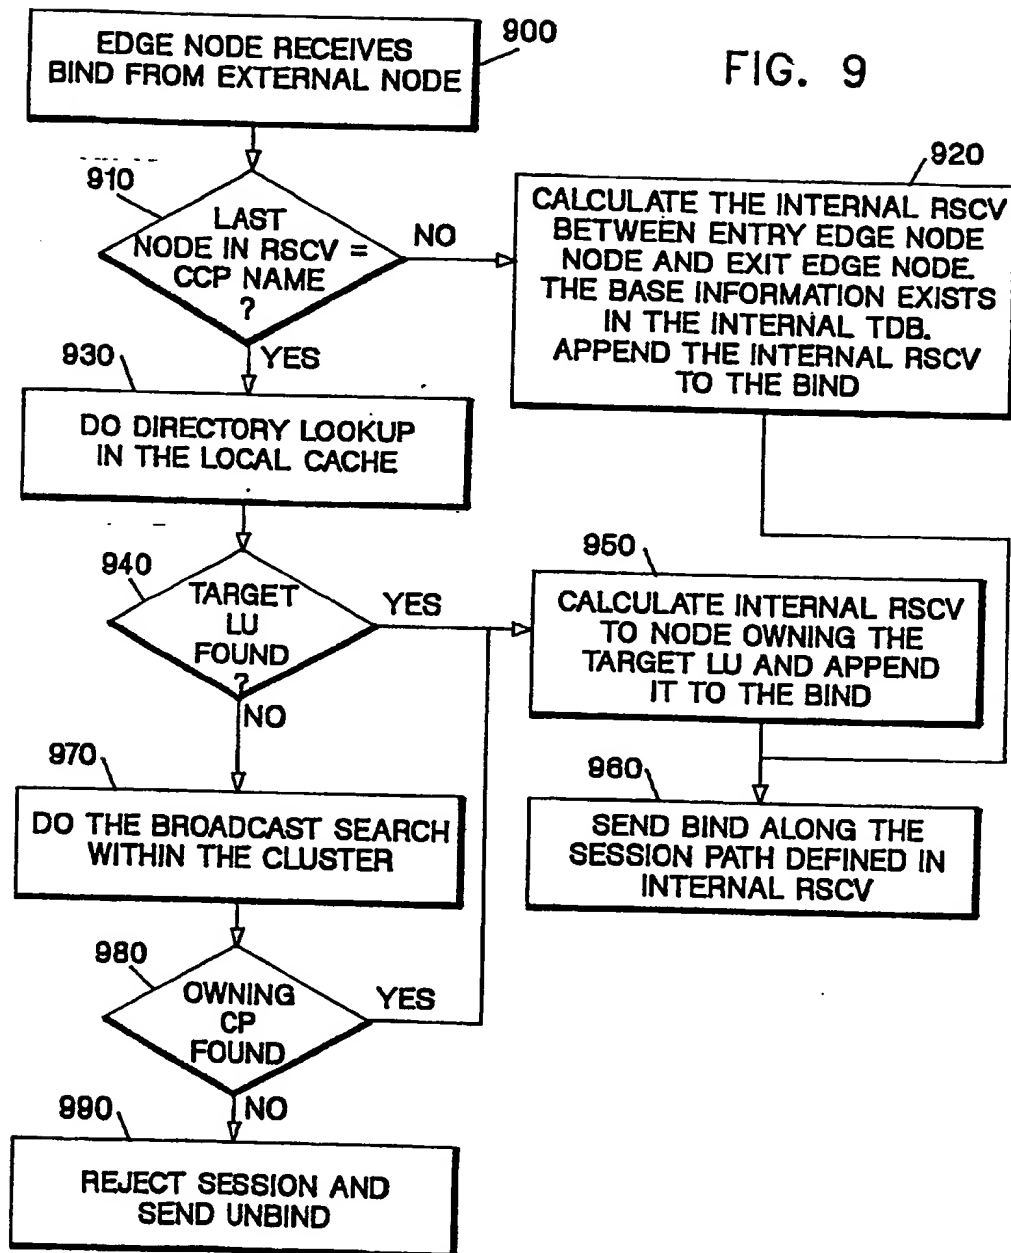 FIG. 9
900
EDGE NODE RECEIVES
BIND FROM EXTERNAL NODE
910
LAST
NODE IN RSCV =
CCP NAME
?
NO
YES
920
CALCULATE THE INTERNAL RSCV
BETWEEN ENTRY EDGE NODE
NODE AND EXIT EDGE NODE.
THE BASE INFORMATION EXISTS
IN THE INTERNAL TDB.
APPEND THE INTERNAL RSCV
TO THE BIND
930
DO DIRECTORY LOOKUP
IN THE LOCAL CACHE
940
TARGET
LU
FOUND
?
YES
NO
950
CALCULATE INTERNAL RSCV
TO NODE OWNING THE
TARGET LU AND APPEND
IT TO THE BIND
960
SEND BIND ALONG THE
SESSION PATH DEFINED IN
INTERNAL RSCV
970
DO THE BROADCAST SEARCH
WITHIN THE CLUSTER
980
OWNING
CP
FOUND
YES
NO
990
REJECT SESSION AND
SEND UNBIND